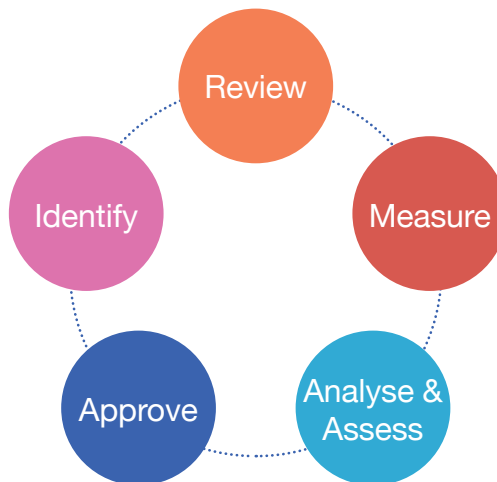 Review
Identify
Measure
Analyse &
Assess
Approve